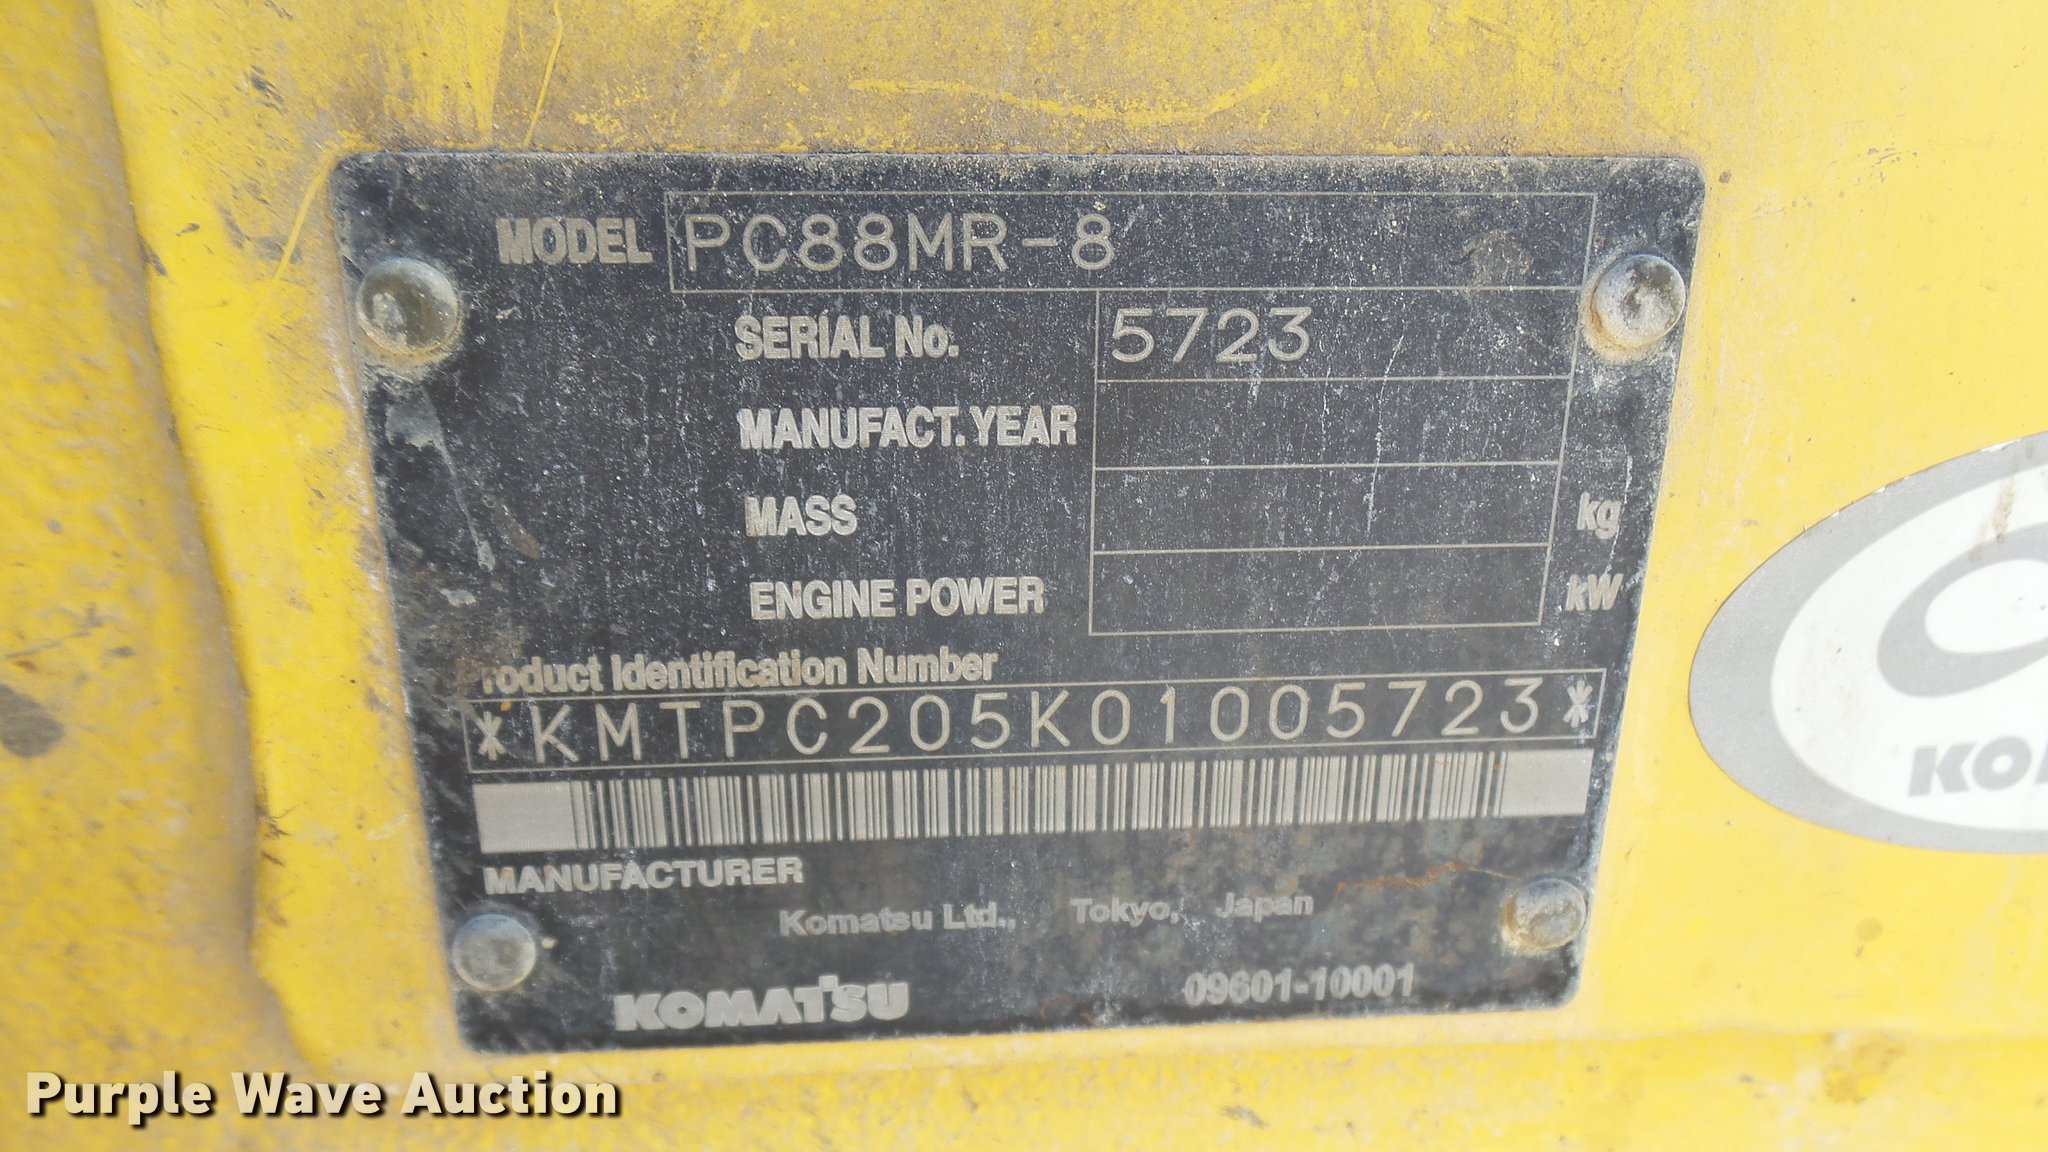 MODEL PC88MR-8
SERIAL No. 5723
MANUFACT. YEAR
MASS kg
ENGINE POWER kW
Product Identification Number
*KMTPC205K01005723*
MANUFACTURER
Komatsu Ltd., Tokyo, Japan
KOMATSU 09601-10001
Purple Wave Auction